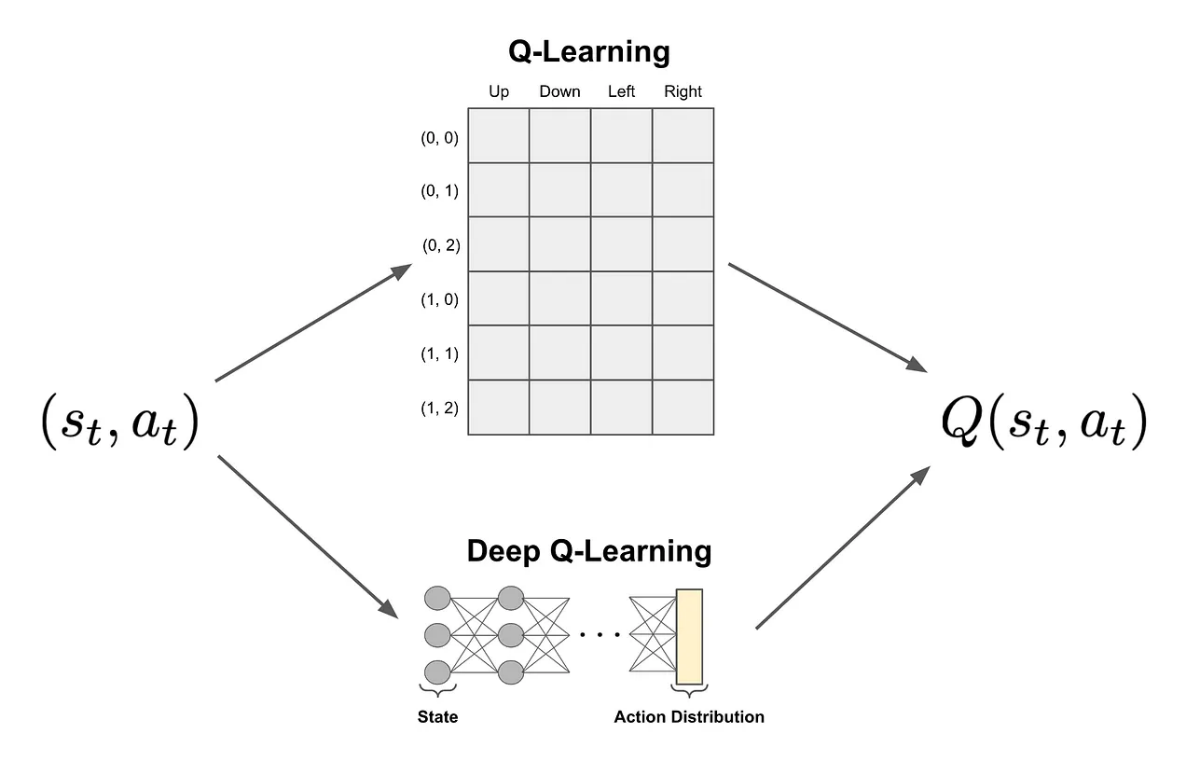 Q-Learning
Up Down Left Right
(0, 0)
(0, 1)
(0, 2)
(1, 0)
(1, 1)
(1, 2)
(s_t, a_t)
Q(s_t, a_t)
Deep Q-Learning
. . .
State
Action Distribution